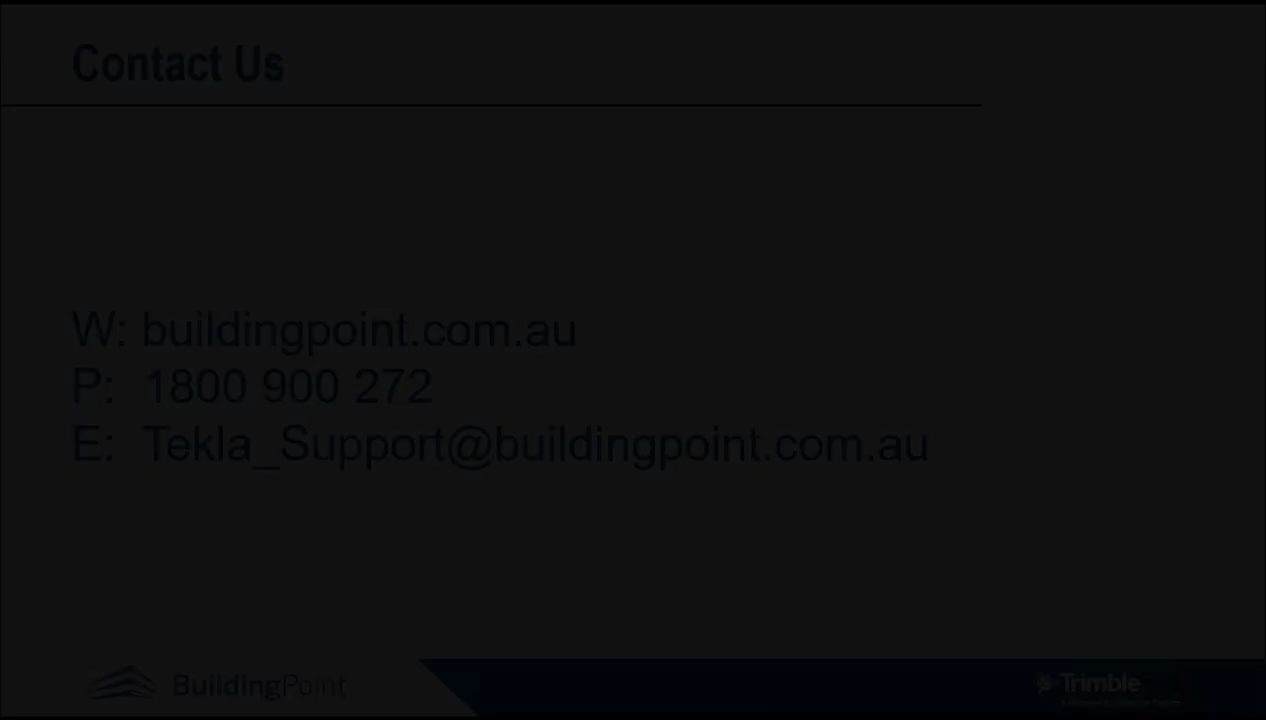 Contact Us
W: buildingpoint.com.au
P: 1800 900 272
E: Tekla_Support@buildingpoint.com.au
BuildingPoint
Trimble